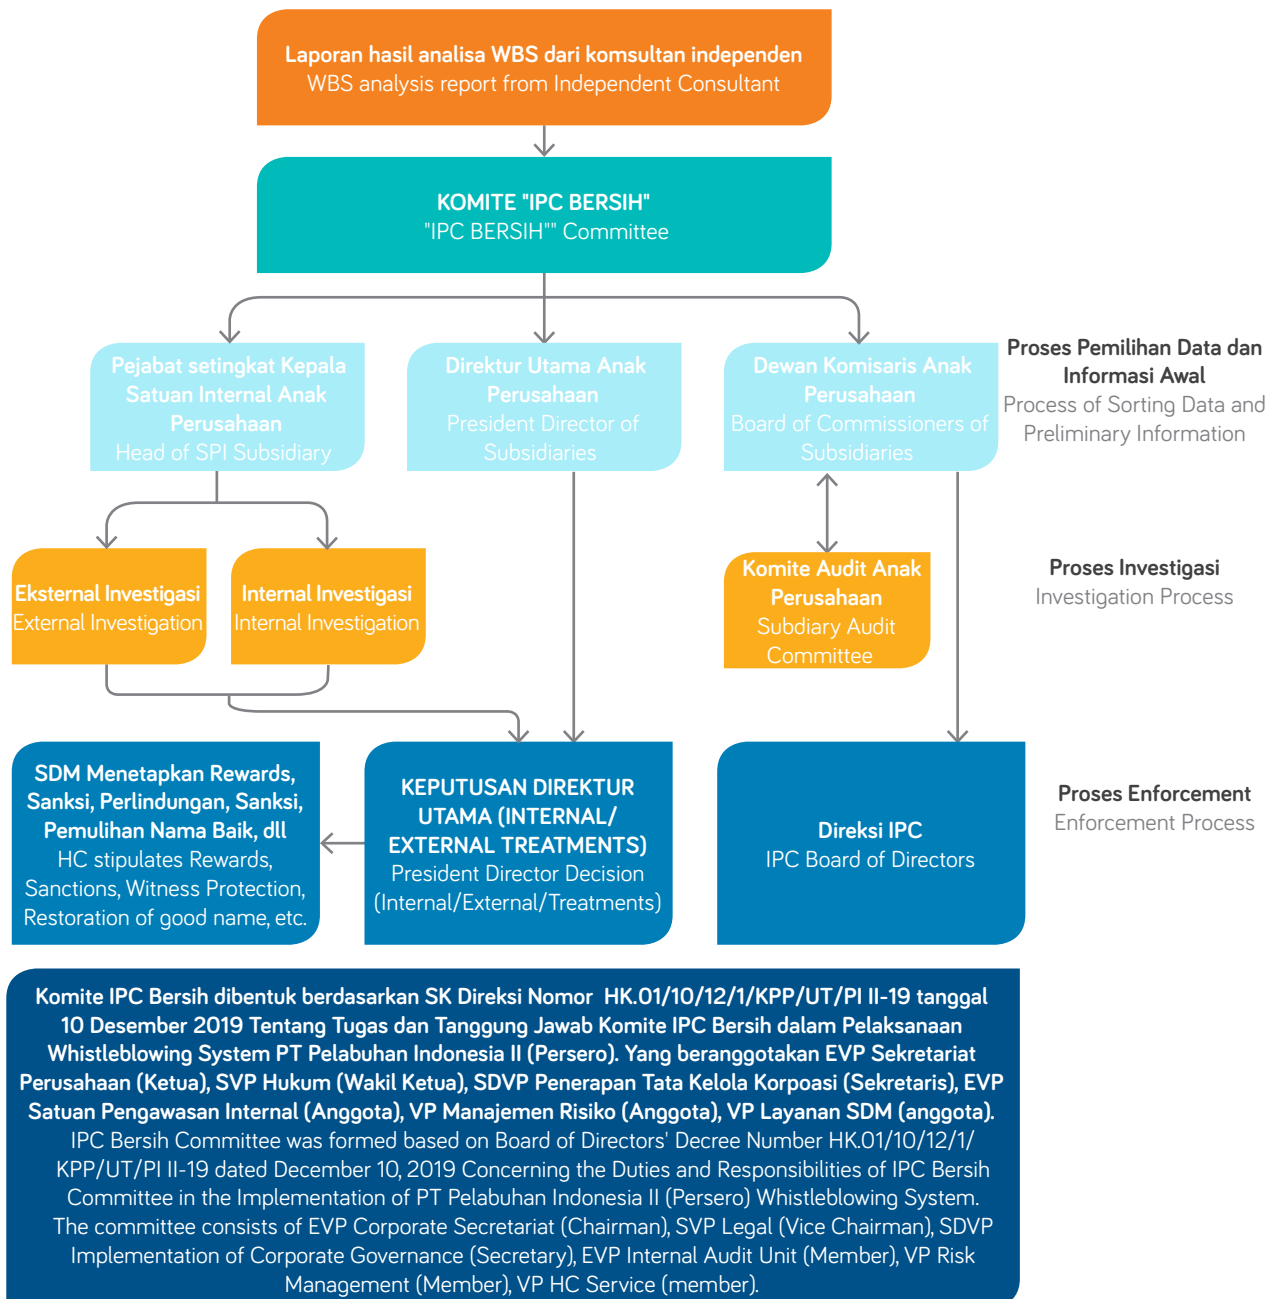 Laporan hasil analisa WBS dari komsultan independen
WBS analysis report from Independent Consultant
KOMITE "IPC BERSIH"
"IPC BERSIH"" Committee
Pejabat setingkat Kepala
Satuan Internal Anak
Perusahaan
Head of SPI Subsidiary
Direktur Utama Anak
Perusahaan
President Director of
Subsidiaries
Dewan Komisaris Anak
Perusahaan
Board of Commissioners of
Subsidiaries
Proses Pemilihan Data dan
Informasi Awal
Process of Sorting Data and
Preliminary Information
Eksternal Investigasi
External Investigation
Internal Investigasi
Internal Investigation
Komite Audit Anak
Perusahaan
Subdiary Audit
Committee
Proses Investigasi
Investigation Process
SDM Menetapkan Rewards,
Sanksi, Perlindungan, Sanksi,
Pemulihan Nama Baik, dll
HC stipulates Rewards,
Sanctions, Witness Protection,
Restoration of good name, etc.
KEPUTUSAN DIREKTUR
UTAMA (INTERNAL/
EXTERNAL TREATMENTS)
President Director Decision
(Internal/External/Treatments)
Direksi IPC
IPC Board of Directors
Proses Enforcement
Enforcement Process
Komite IPC Bersih dibentuk berdasarkan SK Direksi Nomor HK.01/10/12/1/KPP/UT/PI II-19 tanggal
10 Desember 2019 Tentang Tugas dan Tanggung Jawab Komite IPC Bersih dalam Pelaksanaan
Whistleblowing System PT Pelabuhan Indonesia II (Persero). Yang beranggotakan EVP Sekretariat
Perusahaan (Ketua), SVP Hukum (Wakil Ketua), SDVP Penerapan Tata Kelola Korpoasi (Sekretaris), EVP
Satuan Pengawasan Internal (Anggota), VP Manajemen Risiko (Anggota), VP Layanan SDM (anggota).
IPC Bersih Committee was formed based on Board of Directors' Decree Number HK.01/10/12/1/
KPP/UT/PI II-19 dated December 10, 2019 Concerning the Duties and Responsibilities of IPC Bersih
Committee in the Implementation of PT Pelabuhan Indonesia II (Persero) Whistleblowing System.
The committee consists of EVP Corporate Secretariat (Chairman), SVP Legal (Vice Chairman), SDVP
Implementation of Corporate Governance (Secretary), EVP Internal Audit Unit (Member), VP Risk
Management (Member), VP HC Service (member).